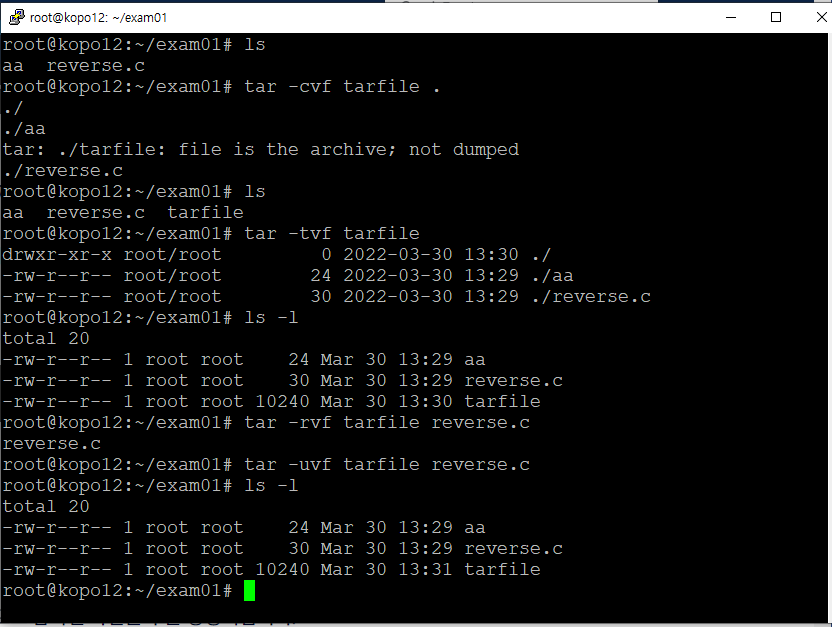 root@kopo12: ~/exam01
root@kopo12:~/exam01# ls
aa  reverse.c
root@kopo12:~/exam01# tar -cvf tarfile .
./
./aa
tar: ./tarfile: file is the archive; not dumped
./reverse.c
root@kopo12:~/exam01# ls
aa  reverse.c  tarfile
root@kopo12:~/exam01# tar -tvf tarfile
drwxr-xr-x root/root         0 2022-03-30 13:30 ./
-rw-r--r-- root/root        24 2022-03-30 13:29 ./aa
-rw-r--r-- root/root        30 2022-03-30 13:29 ./reverse.c
root@kopo12:~/exam01# ls -l
total 20
-rw-r--r-- 1 root root    24 Mar 30 13:29 aa
-rw-r--r-- 1 root root    30 Mar 30 13:29 reverse.c
-rw-r--r-- 1 root root 10240 Mar 30 13:30 tarfile
root@kopo12:~/exam01# tar -rvf tarfile reverse.c
reverse.c
root@kopo12:~/exam01# tar -uvf tarfile reverse.c
root@kopo12:~/exam01# ls -l
total 20
-rw-r--r-- 1 root root    24 Mar 30 13:29 aa
-rw-r--r-- 1 root root    30 Mar 30 13:29 reverse.c
-rw-r--r-- 1 root root 10240 Mar 30 13:31 tarfile
root@kopo12:~/exam01#